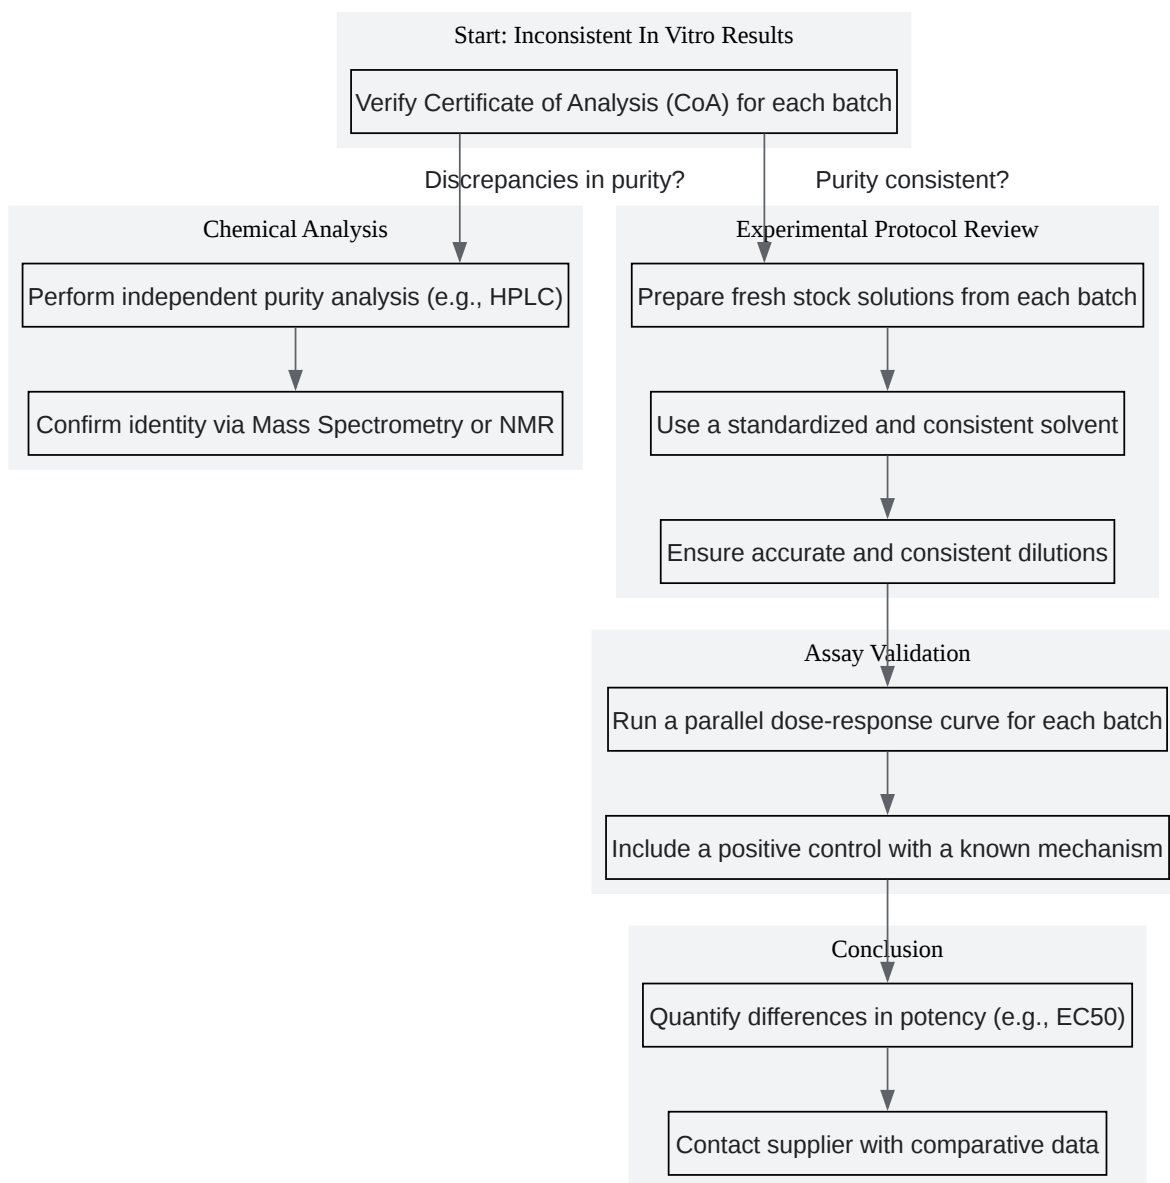 Start: Inconsistent In Vitro Results
Verify Certificate of Analysis (CoA) for each batch
Discrepancies in purity?
Purity consistent?
Chemical Analysis
Perform independent purity analysis (e.g., HPLC)
Confirm identity via Mass Spectrometry or NMR
Experimental Protocol Review
Prepare fresh stock solutions from each batch
Use a standardized and consistent solvent
Ensure accurate and consistent dilutions
Assay Validation
Run a parallel dose-response curve for each batch
Include a positive control with a known mechanism
Conclusion
Quantify differences in potency (e.g., EC50)
Contact supplier with comparative data